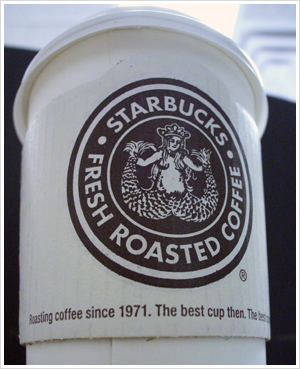 • STARBUCKS •
FRESH ROASTED COFFEE
®
Roasting coffee since 1971. The best cup then. The best